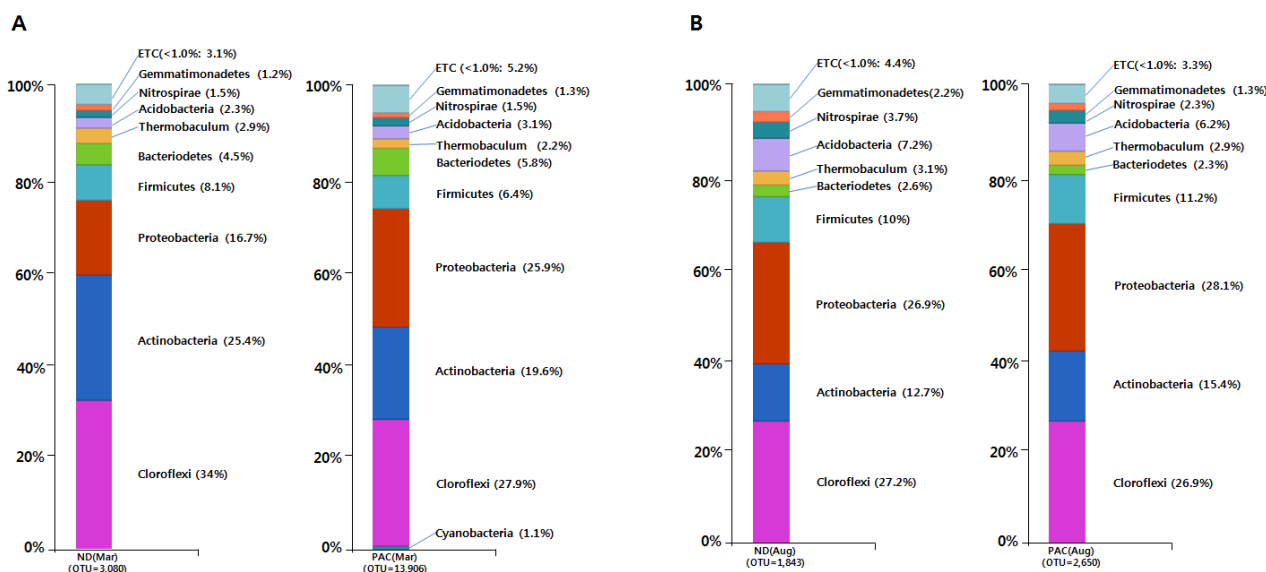 A
ETC(<1.0%: 3.1%)
Gemmatimonadetes (1.2%)
Nitrospirae (1.5%)
Acidobacteria (2.3%)
Thermobaculum (2.9%)
Bacteriodetes (4.5%)
Firmicutes (8.1%)
Proteobacteria (16.7%)
Actinobacteria (25.4%)
Cloroflexi (34%)
100%
80%
60%
40%
20%
0%
ND(Mar)
(OTU=3.080)
ETC (<1.0%: 5.2%)
Gemmatimonadetes (1.3%)
Nitrospirae (1.5%)
Acidobacteria (3.1%)
Thermobaculum (2.2%)
Bacteriodetes (5.8%)
Firmicutes (6.4%)
Proteobacteria (25.9%)
Actinobacteria (19.6%)
Cloroflexi (27.9%)
Cyanobacteria (1.1%)
100%
80%
60%
40%
20%
0%
PAC(Mar)
(OTU=13.906)
B
ETC(<1.0%: 4.4%)
Gemmatimonadetes(2.2%)
Nitrospirae (3.7%)
Acidobacteria (7.2%)
Thermobaculum (3.1%)
Bacteriodetes (2.6%)
Firmicutes (10%)
Proteobacteria (26.9%)
Actinobacteria (12.7%)
Cloroflexi (27.2%)
100%
80%
60%
40%
20%
0%
ND(Aug)
(OTU=1,843)
ETC(<1.0%: 3.3%)
Gemmatimonadetes (1.3%)
Nitrospirae (2.3%)
Acidobacteria (6.2%)
Thermobaculum (2.9%)
Bacteriodetes (2.3%)
Firmicutes (11.2%)
Proteobacteria (28.1%)
Actinobacteria (15.4%)
Cloroflexi (26.9%)
100%
80%
60%
40%
20%
0%
PAC(Aug)
(OTU=2,650)